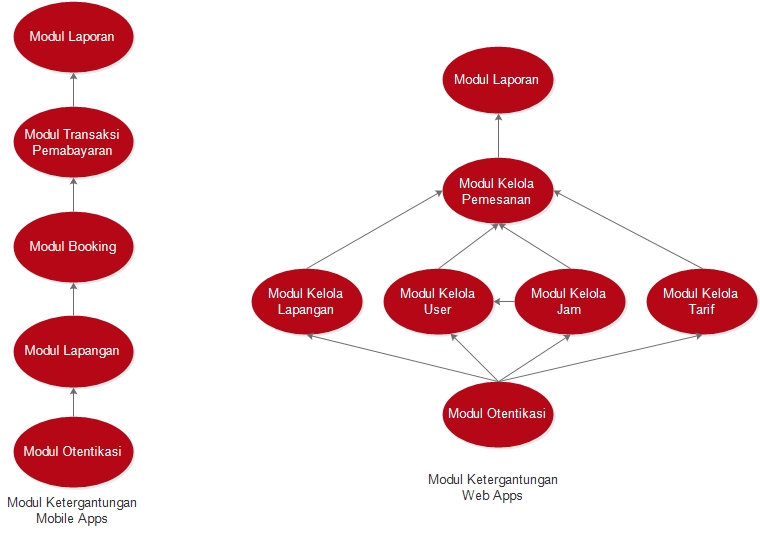 Modul Laporan
Modul Transaksi
Pemabayaran
Modul Booking
Modul Lapangan
Modul Otentikasi
Modul Ketergantungan
Mobile Apps
Modul Laporan
Modul Kelola
Pemesanan
Modul Kelola
Lapangan
Modul Kelola
User
Modul Kelola
Jam
Modul Kelola
Tarif
Modul Otentikasi
Modul Ketergantungan
Web Apps